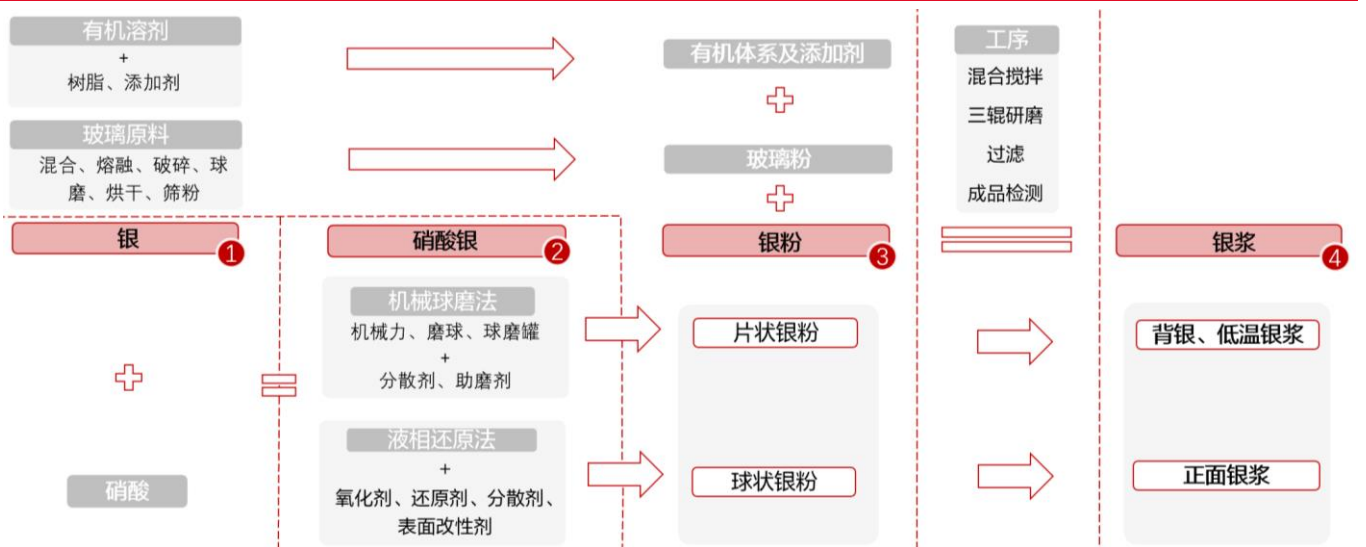 有机溶剂
+
树脂、添加剂
玻璃原料
混合、熔融、破碎、球
磨、烘干、筛粉
有机体系及添加剂
玻璃粉
工序
混合搅拌
三辊研磨
过滤
成品检测
银
1
硝酸银
2
银粉
3
银浆
4
硝酸
机械球磨法
机械力、磨球、球磨罐
+
分散剂、助磨剂
液相还原法
+
氧化剂、还原剂、分散剂、
表面改性剂
片状银粉
球状银粉
背银、低温银浆
正面银浆